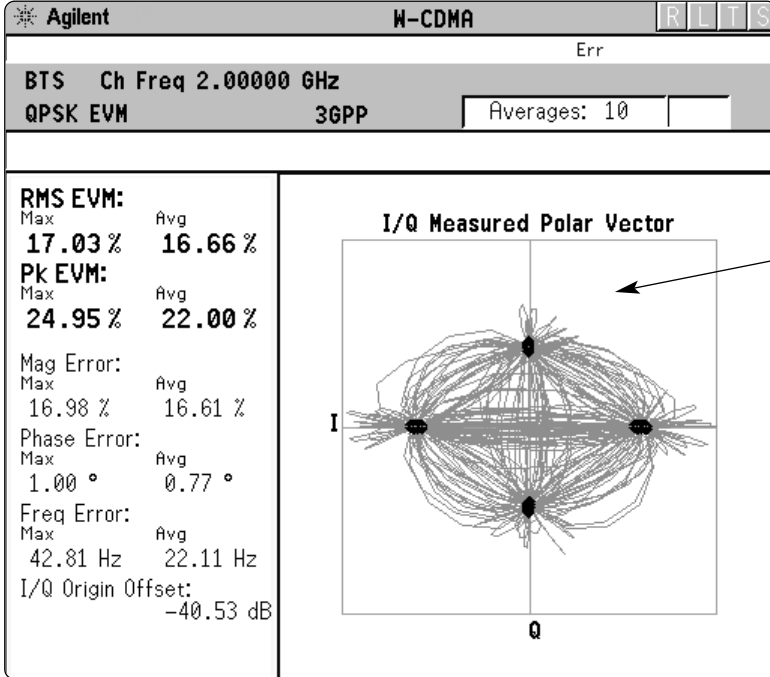 Agilent W-CDMA R L T S
Err
BTS Ch Freq 2.00000 GHz
QPSK EVM 3GPP Averages: 10
RMS EVM:
Max Avg
17.03 % 16.66 %
Pk EVM:
Max Avg
24.95 % 22.00 %
Mag Error:
Max Avg
16.98 % 16.61 %
Phase Error:
Max Avg
1.00 ° 0.77 °
Freq Error:
Max Avg
42.81 Hz 22.11 Hz
I/Q Origin Offset:
-40.53 dB
I/Q Measured Polar Vector
I
Q